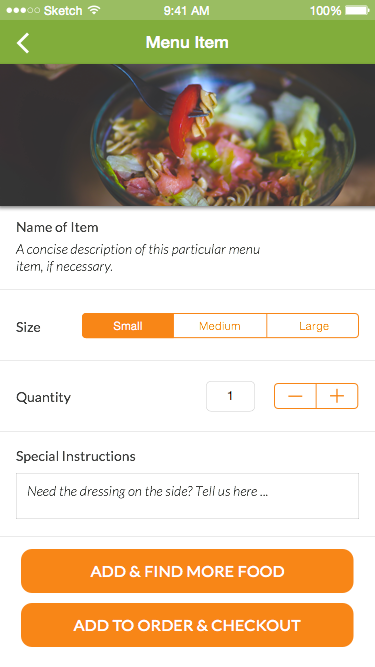 Sketch 9:41 AM 100%
Menu Item
Name of Item
A concise description of this particular menu
item, if necessary.
Size Small Medium Large
Quantity 1
Special Instructions
Need the dressing on the side? Tell us here ...
ADD & FIND MORE FOOD
ADD TO ORDER & CHECKOUT